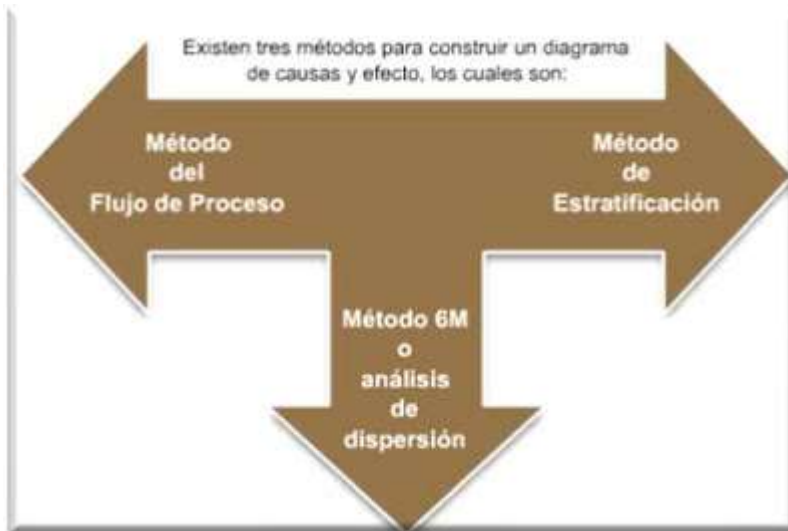 Existen tres métodos para construir un diagrama
de causas y efecto, los cuales son:
Método
del
Flujo de Proceso
Método
de
Estratificación
Método 6M
o
análisis
de
dispersión